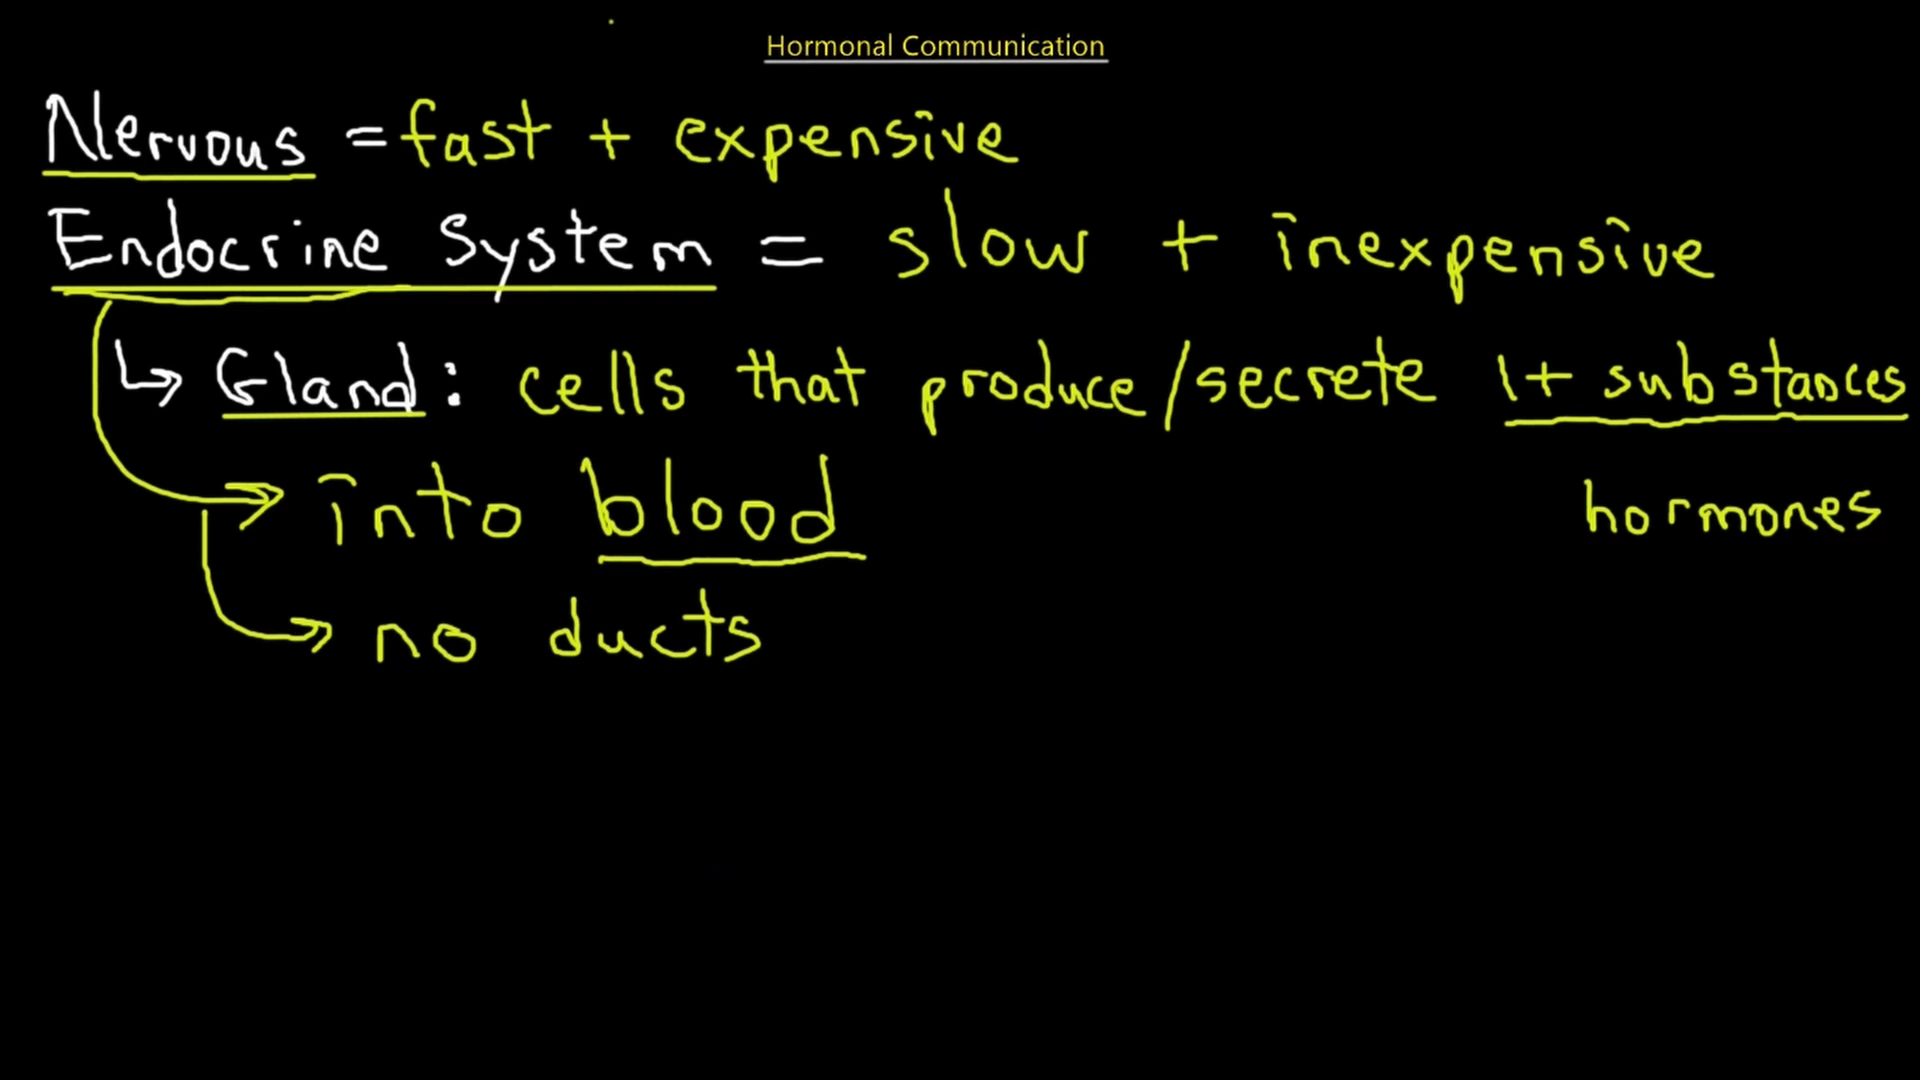 Hormonal Communication
Nervous = fast + expensive
Endocrine System = slow + inexpensive
↳ Gland: cells that produce/secrete 1+ substances
→ into blood hormones
→ no ducts